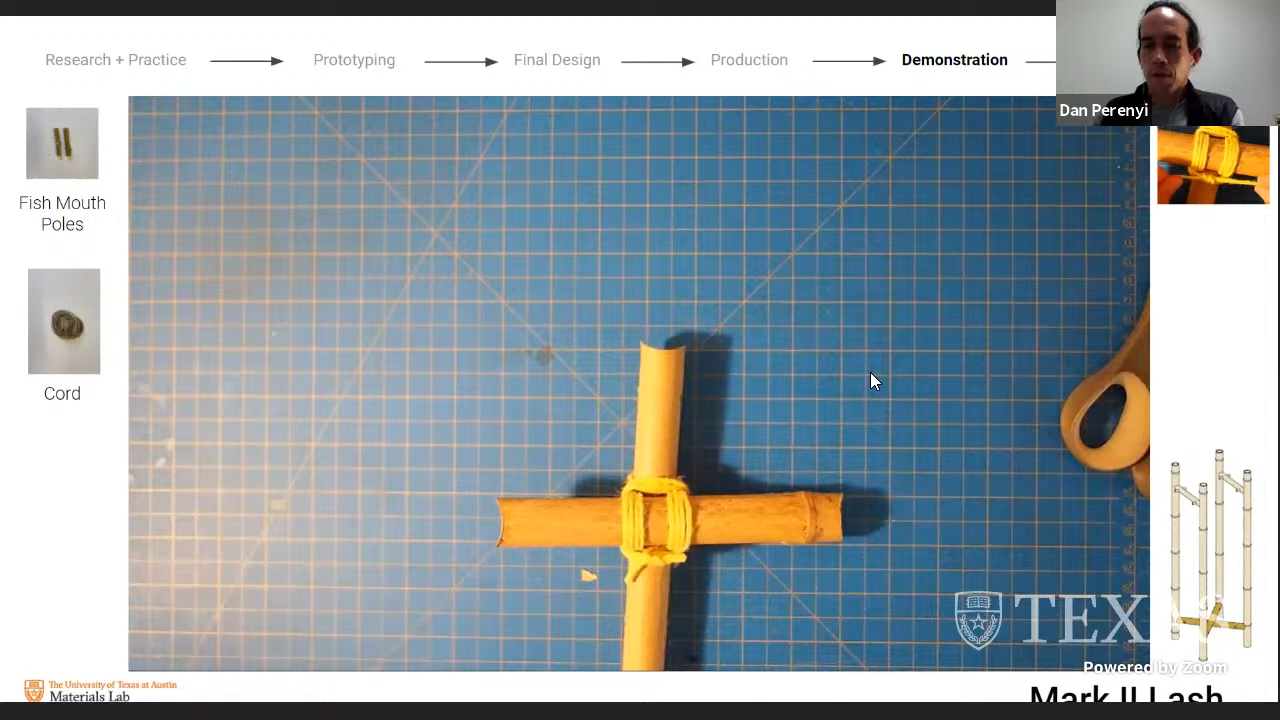 Research + Practice
Prototyping
Final Design
Production
Demonstration
Dan Perenyi
Fish Mouth
Poles
Cord
TEXAS
Powered by Zoom
The University of Texas at Austin
Materials Lab
Mark II Lash